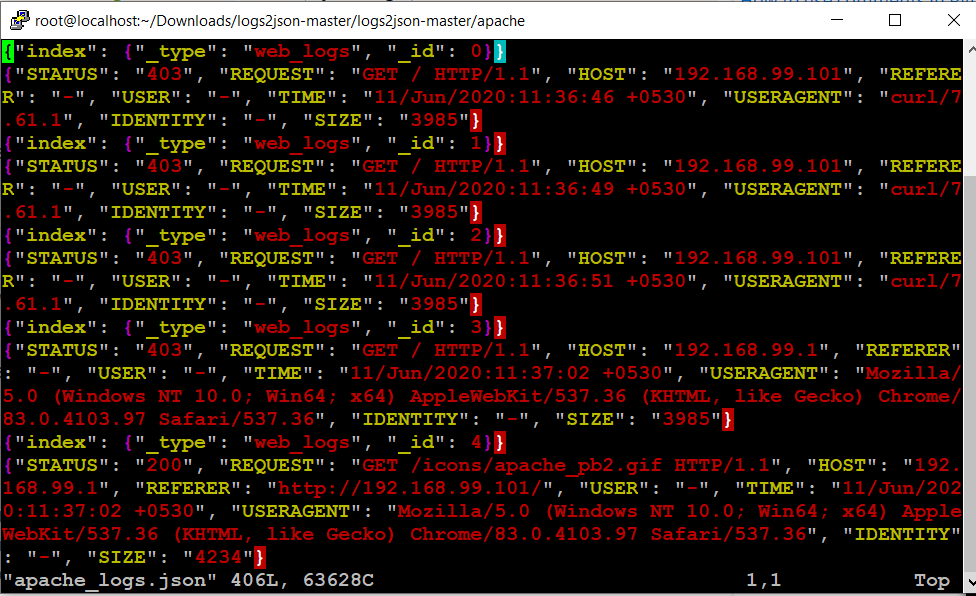 root@localhost:~/Downloads/logs2json-master/logs2json-master/apache
{"index": {"_type": "web_logs", "_id": 0}}
{"STATUS": "403", "REQUEST": "GET / HTTP/1.1", "HOST": "192.168.99.101", "REFERE
R": "-", "USER": "-", "TIME": "11/Jun/2020:11:36:46 +0530", "USERAGENT": "curl/7
.61.1", "IDENTITY": "-", "SIZE": "3985"}
{"index": {"_type": "web_logs", "_id": 1}}
{"STATUS": "403", "REQUEST": "GET / HTTP/1.1", "HOST": "192.168.99.101", "REFERE
R": "-", "USER": "-", "TIME": "11/Jun/2020:11:36:49 +0530", "USERAGENT": "curl/7
.61.1", "IDENTITY": "-", "SIZE": "3985"}
{"index": {"_type": "web_logs", "_id": 2}}
{"STATUS": "403", "REQUEST": "GET / HTTP/1.1", "HOST": "192.168.99.101", "REFERE
R": "-", "USER": "-", "TIME": "11/Jun/2020:11:36:51 +0530", "USERAGENT": "curl/7
.61.1", "IDENTITY": "-", "SIZE": "3985"}
{"index": {"_type": "web_logs", "_id": 3}}
{"STATUS": "403", "REQUEST": "GET / HTTP/1.1", "HOST": "192.168.99.1", "REFERER"
: "-", "USER": "-", "TIME": "11/Jun/2020:11:37:02 +0530", "USERAGENT": "Mozilla/
5.0 (Windows NT 10.0; Win64; x64) AppleWebKit/537.36 (KHTML, like Gecko) Chrome/
83.0.4103.97 Safari/537.36", "IDENTITY": "-", "SIZE": "3985"}
{"index": {"_type": "web_logs", "_id": 4}}
{"STATUS": "200", "REQUEST": "GET /icons/apache_pb2.gif HTTP/1.1", "HOST": "192.
168.99.1", "REFERER": "http://192.168.99.101/", "USER": "-", "TIME": "11/Jun/202
0:11:37:02 +0530", "USERAGENT": "Mozilla/5.0 (Windows NT 10.0; Win64; x64) Apple
WebKit/537.36 (KHTML, like Gecko) Chrome/83.0.4103.97 Safari/537.36", "IDENTITY"
: "-", "SIZE": "4234"}
"apache_logs.json" 406L, 63628C 1,1 Top